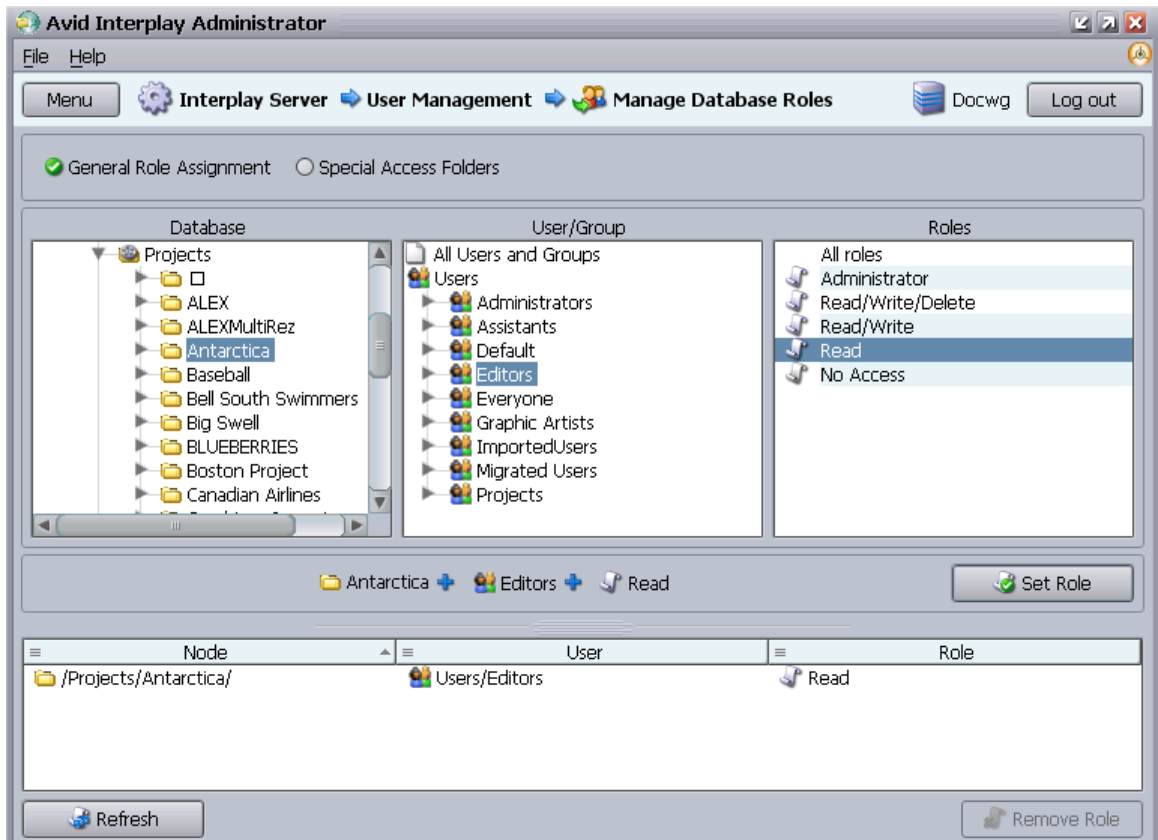 Avid Interplay Administrator
File Help
Menu Interplay Server User Management Manage Database Roles Docwg Log out
General Role Assignment Special Access Folders
Database User/Group Roles
Projects All Users and Groups All roles
Users Administrator
ALEX Administrators Read/Write/Delete
ALEXMultiRez Assistants Read/Write
Antarctica Default Read
Baseball Editors No Access
Bell South Swimmers Everyone
Big Swell Graphic Artists
BLUEBERRIES ImportedUsers
Boston Project Migrated Users
Canadian Airlines Projects
Antarctica + Editors + Read Set Role
Node User Role
/Projects/Antarctica/ Users/Editors Read
Refresh Remove Role